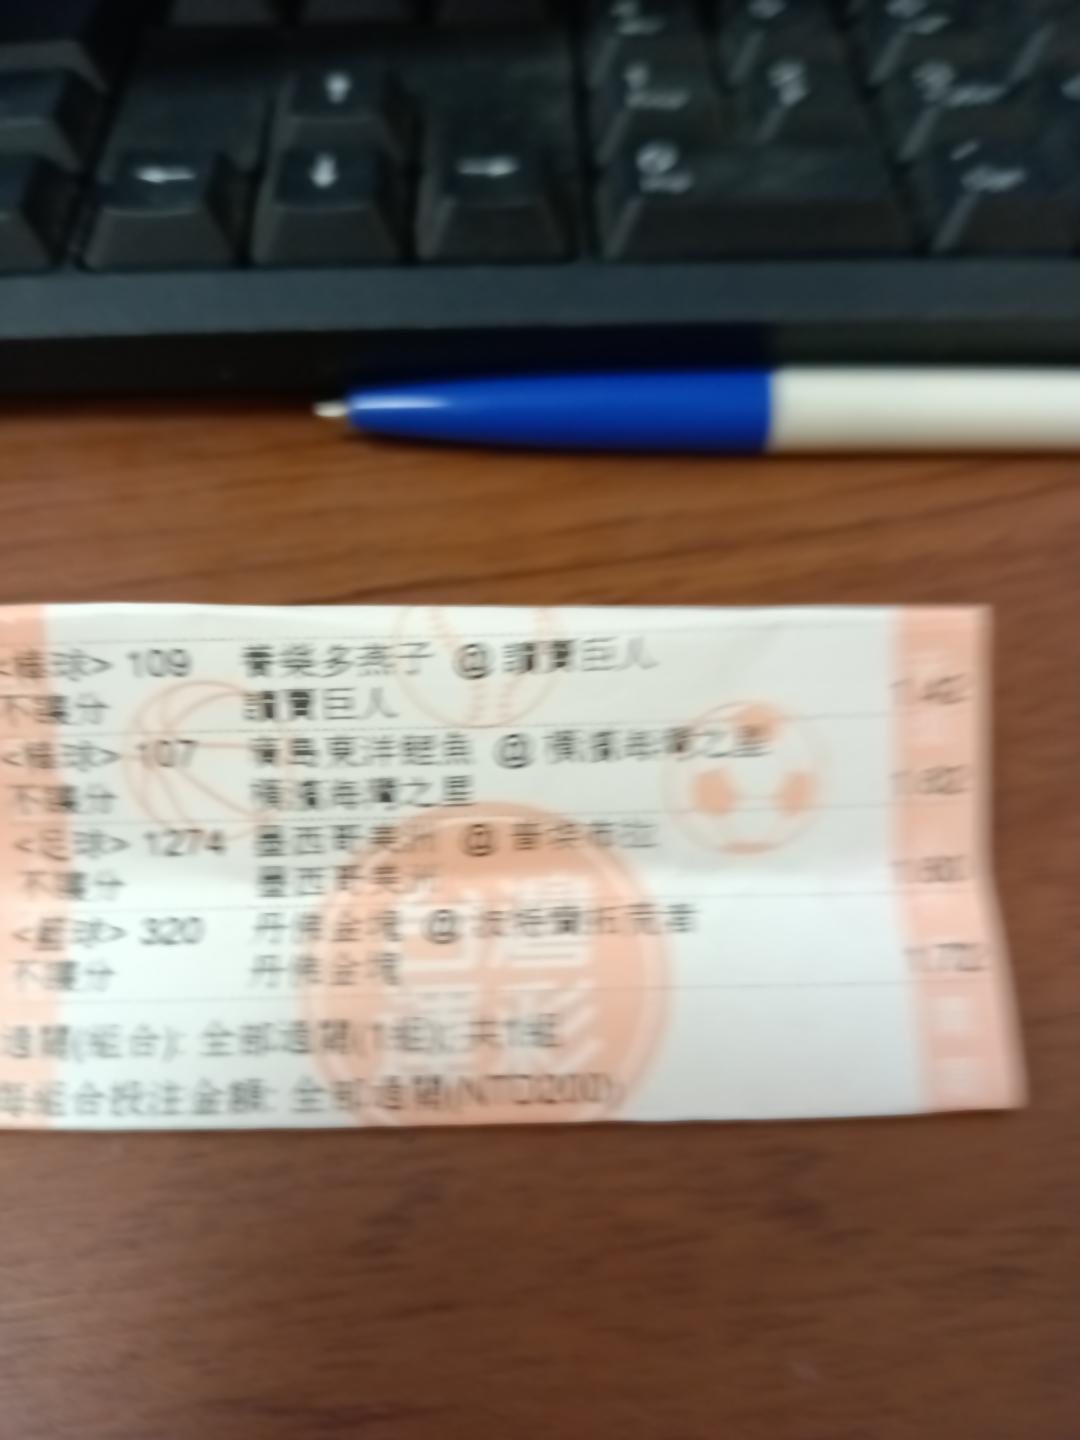 <棒球> 109 養樂多燕子 @ 讀賣巨人
不讓分 讀賣巨人
<棒球> 107 廣島東洋鯉魚 @ 橫濱海灣之星
不讓分 橫濱海灣之星
<足球> 1274 墨西哥美洲 @ 普埃布拉
不讓分 墨西哥美洲
<籃球> 320 丹佛金塊 @ 波特蘭拓荒者
不讓分 丹佛金塊
過關(組合): 全部過關(1組); 共1組
每組合投注金額: 全部過關(NTD200)